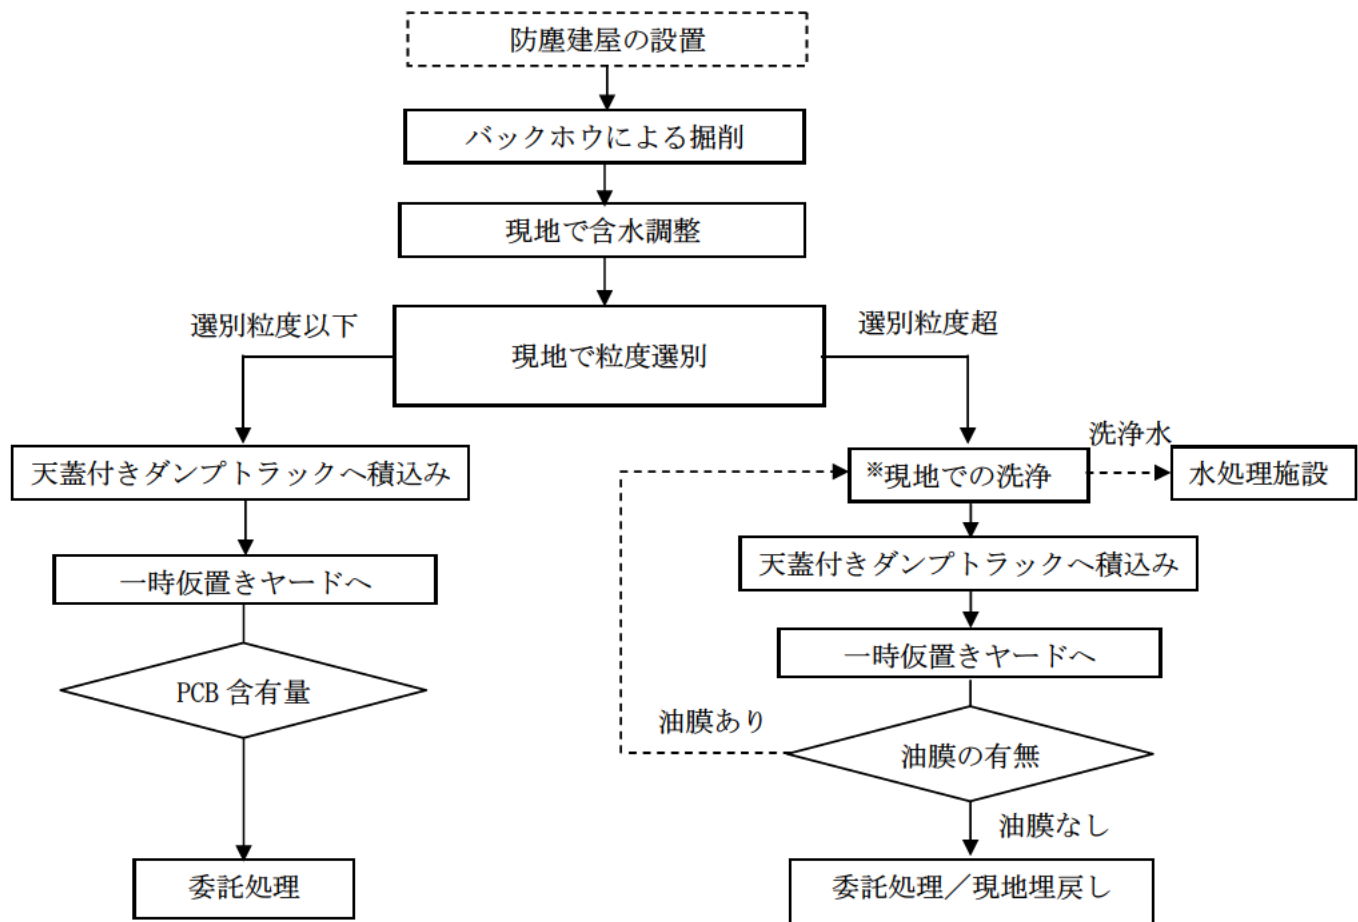 防塵建屋の設置
バックホウによる掘削
現地で含水調整
選別粒度以下
選別粒度超
現地で粒度選別
天蓋付きダンプトラックへ積込み
洗浄水
※現地での洗浄
水処理施設
天蓋付きダンプトラックへ積込み
一時仮置きヤードへ
一時仮置きヤードへ
PCB 含有量
油膜あり
油膜の有無
油膜なし
委託処理
委託処理／現地埋戻し